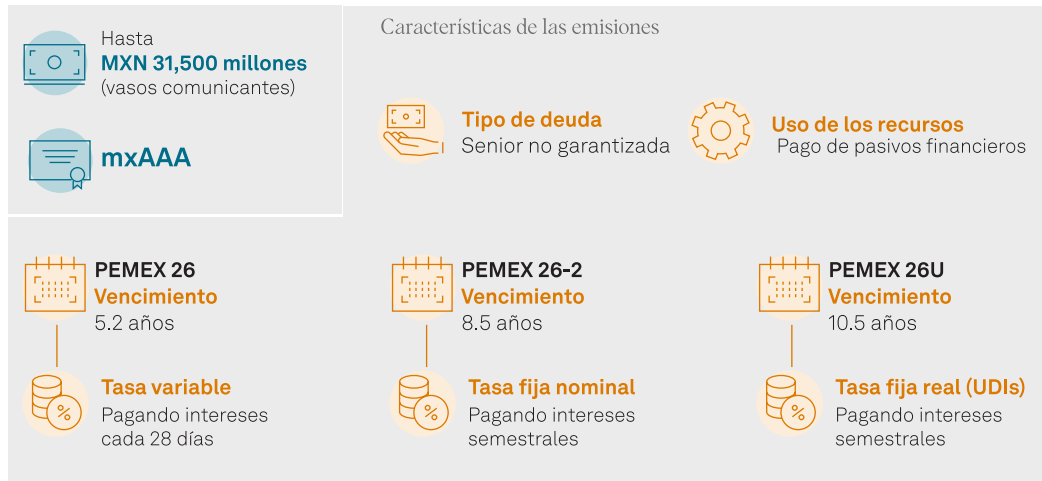 Hasta
MXN 31,500 millones
(vasos comunicantes)
mxAAA
Características de las emisiones
Tipo de deuda
Senior no garantizada
Uso de los recursos
Pago de pasivos financieros
PEMEX 26
Vencimiento
5.2 años
Tasa variable
Pagando intereses
cada 28 días
PEMEX 26-2
Vencimiento
8.5 años
Tasa fija nominal
Pagando intereses
semestrales
PEMEX 26U
Vencimiento
10.5 años
Tasa fija real (UDIs)
Pagando intereses
semestrales
%
%
%